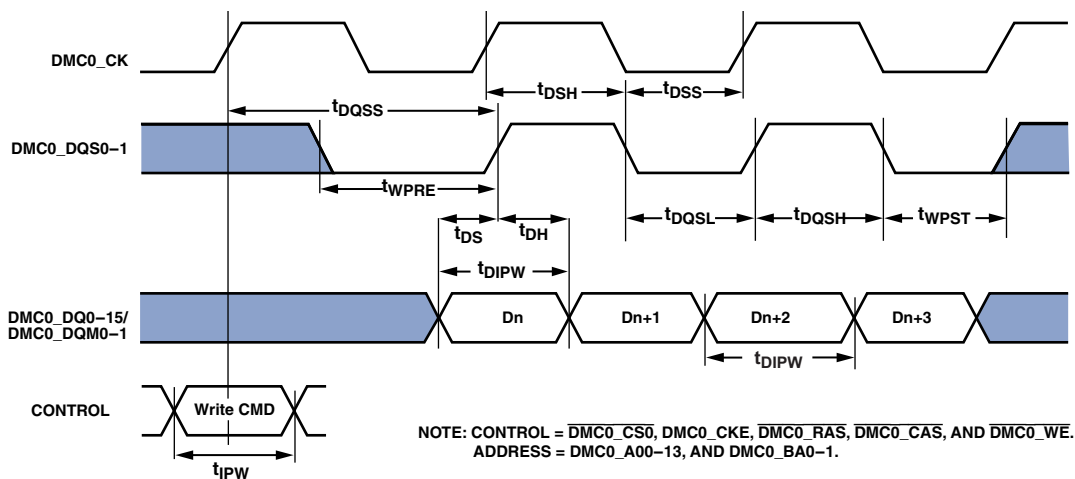 DMC0_CK
tDSH
tDSS
tDQSS
DMC0_DQS0–1
tWPRE
tDS
tDH
tDQSL
tDQSH
tWPST
tDIPW
DMC0_DQ0–15/
DMC0_DQM0–1
Dn
Dn+1
Dn+2
Dn+3
tDIPW
CONTROL
Write CMD
tIPW
NOTE: CONTROL = DMC0_CS0, DMC0_CKE, DMC0_RAS, DMC0_CAS, AND DMC0_WE.
ADDRESS = DMC0_A00–13, AND DMC0_BA0–1.